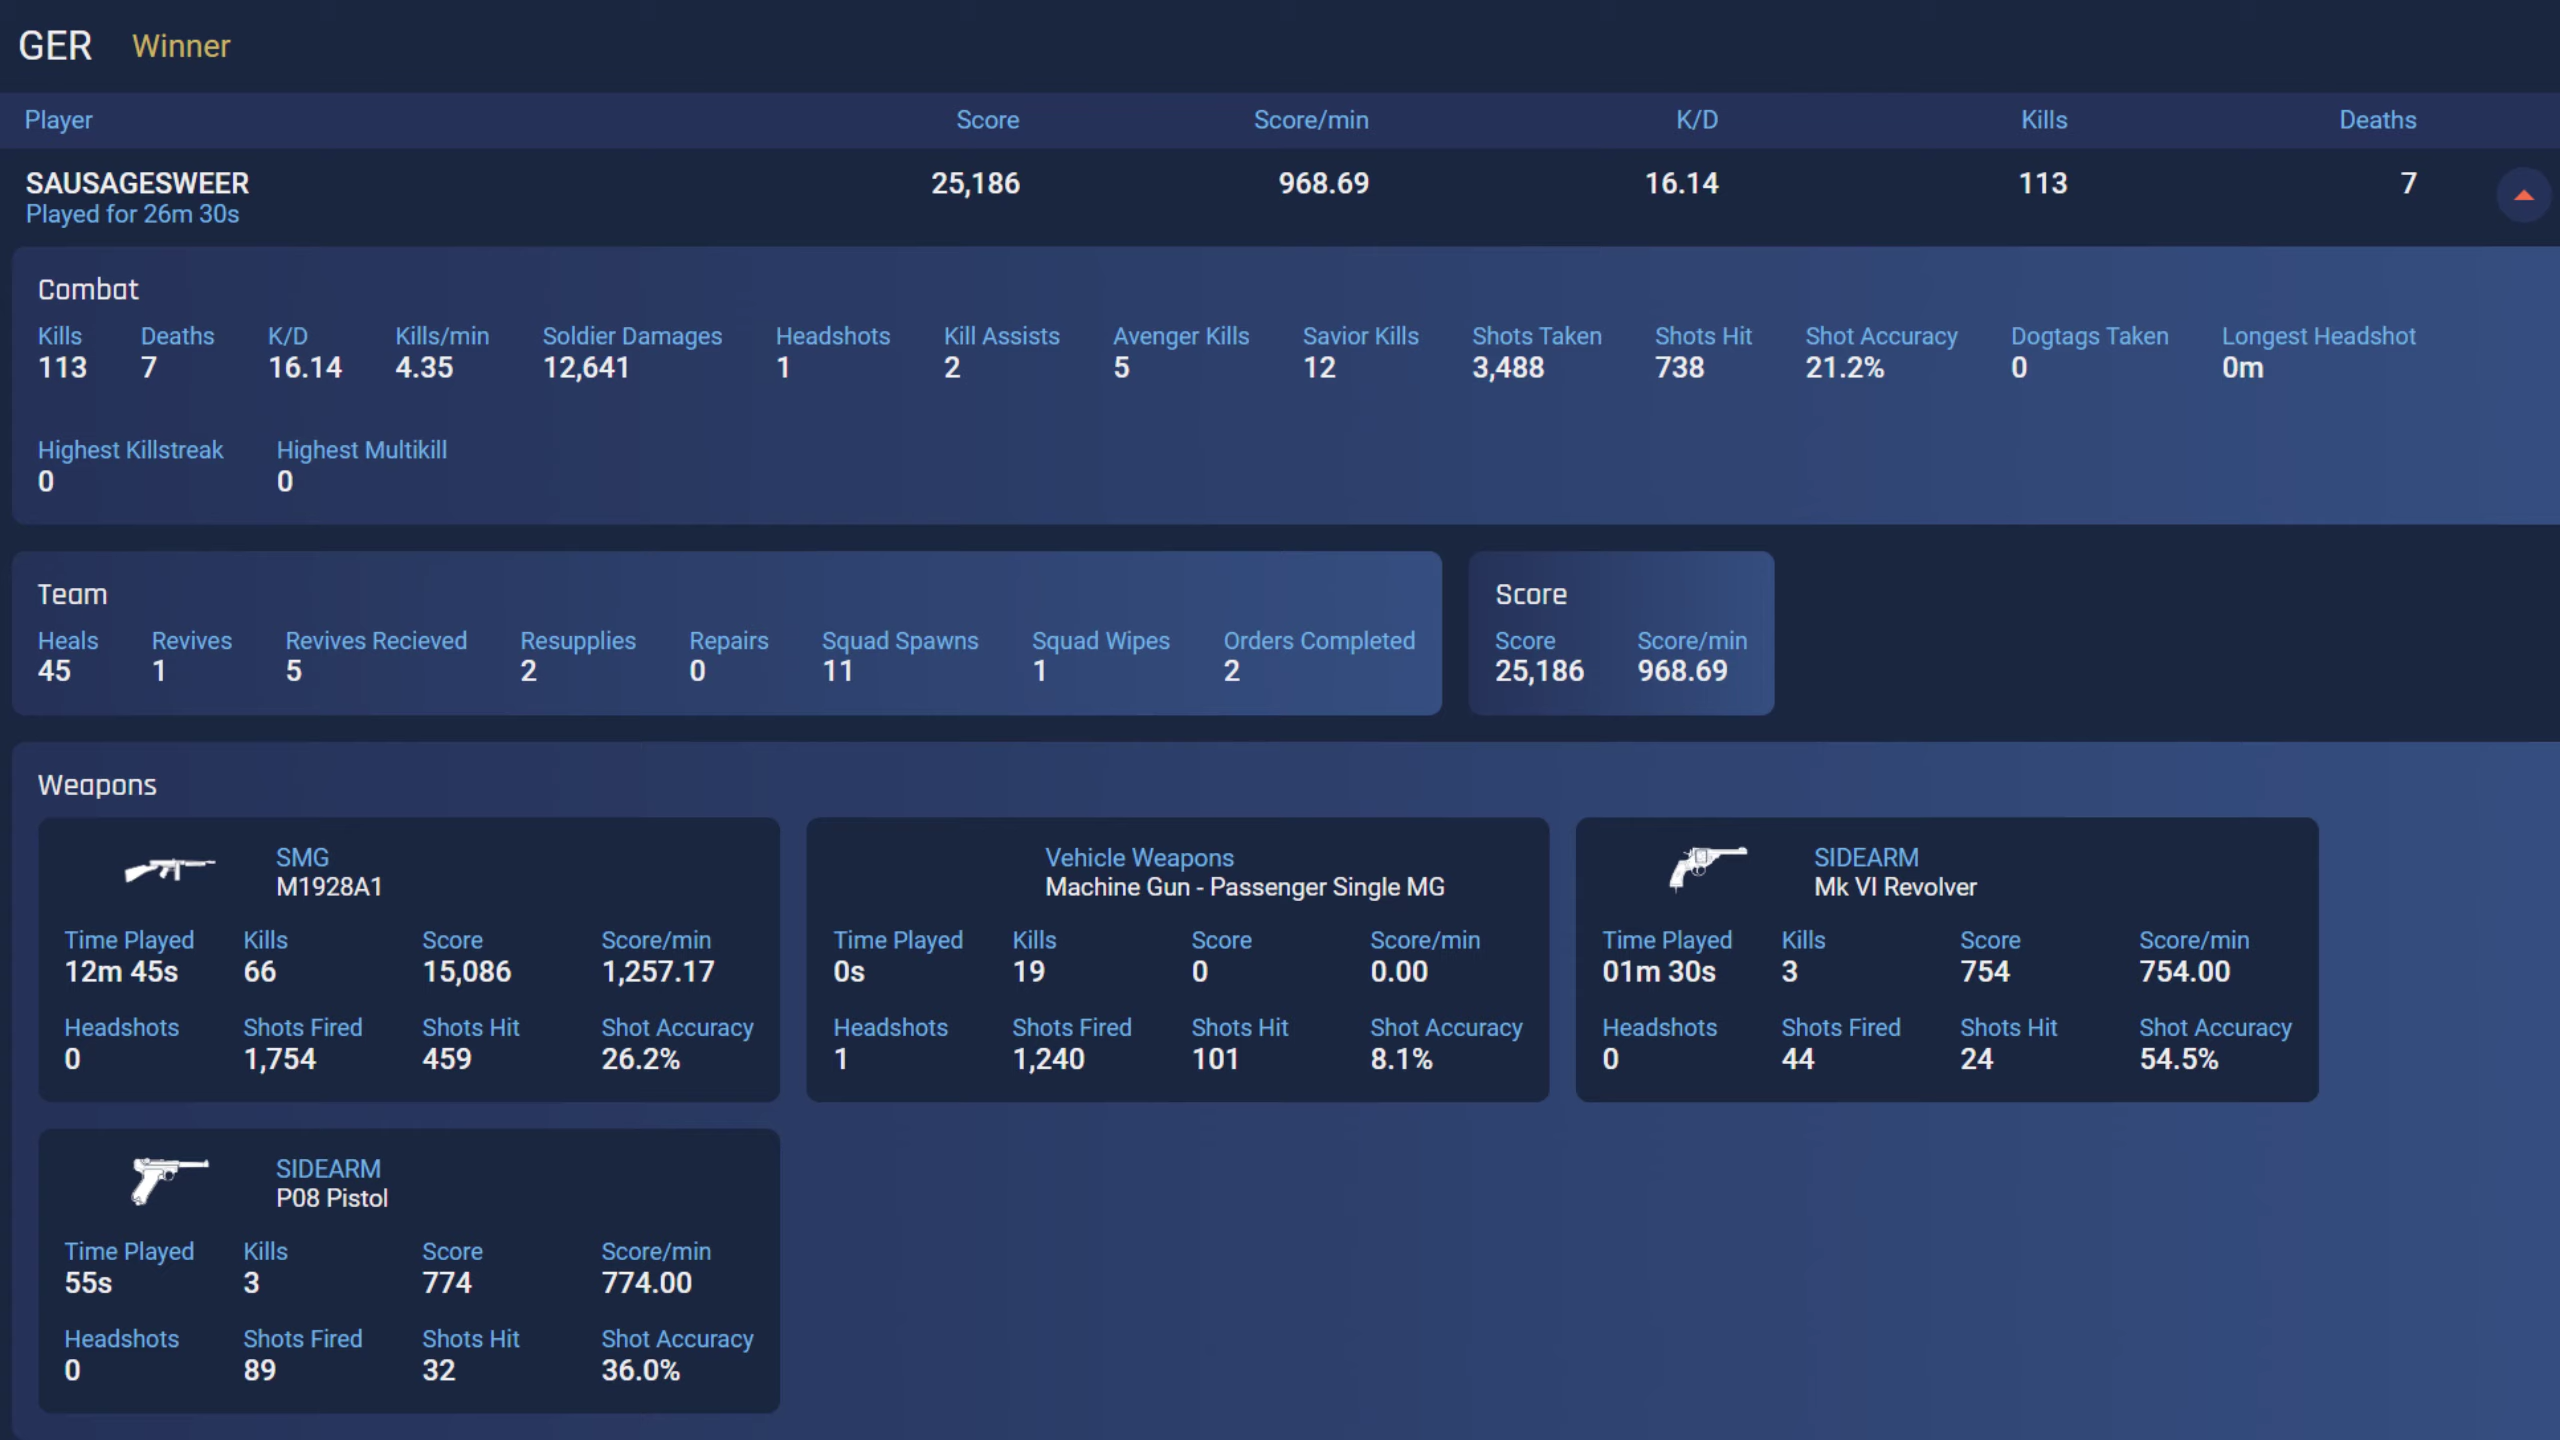 GER Winner
Player Score Score/min K/D Kills Deaths
SAUSAGESWEER 25,186 968.69 16.14 113 7
Played for 26m 30s
Combat
Kills Deaths K/D Kills/min Soldier Damages Headshots Kill Assists Avenger Kills Savior Kills Shots Taken Shots Hit Shot Accuracy Dogtags Taken Longest Headshot
113 7 16.14 4.35 12,641 1 2 5 12 3,488 738 21.2% 0 0m
Highest Killstreak Highest Multikill
0 0
Team
Heals Revives Revives Recieved Resupplies Repairs Squad Spawns Squad Wipes Orders Completed
45 1 5 2 0 11 1 2
Score
Score Score/min
25,186 968.69
Weapons
SMG
M1928A1
Time Played Kills Score Score/min
12m 45s 66 15,086 1,257.17
Headshots Shots Fired Shots Hit Shot Accuracy
0 1,754 459 26.2%
Vehicle Weapons
Machine Gun - Passenger Single MG
Time Played Kills Score Score/min
0s 19 0 0.00
Headshots Shots Fired Shots Hit Shot Accuracy
1 1,240 101 8.1%
SIDEARM
Mk VI Revolver
Time Played Kills Score Score/min
01m 30s 3 754 754.00
Headshots Shots Fired Shots Hit Shot Accuracy
0 44 24 54.5%
SIDEARM
P08 Pistol
Time Played Kills Score Score/min
55s 3 774 774.00
Headshots Shots Fired Shots Hit Shot Accuracy
0 89 32 36.0%